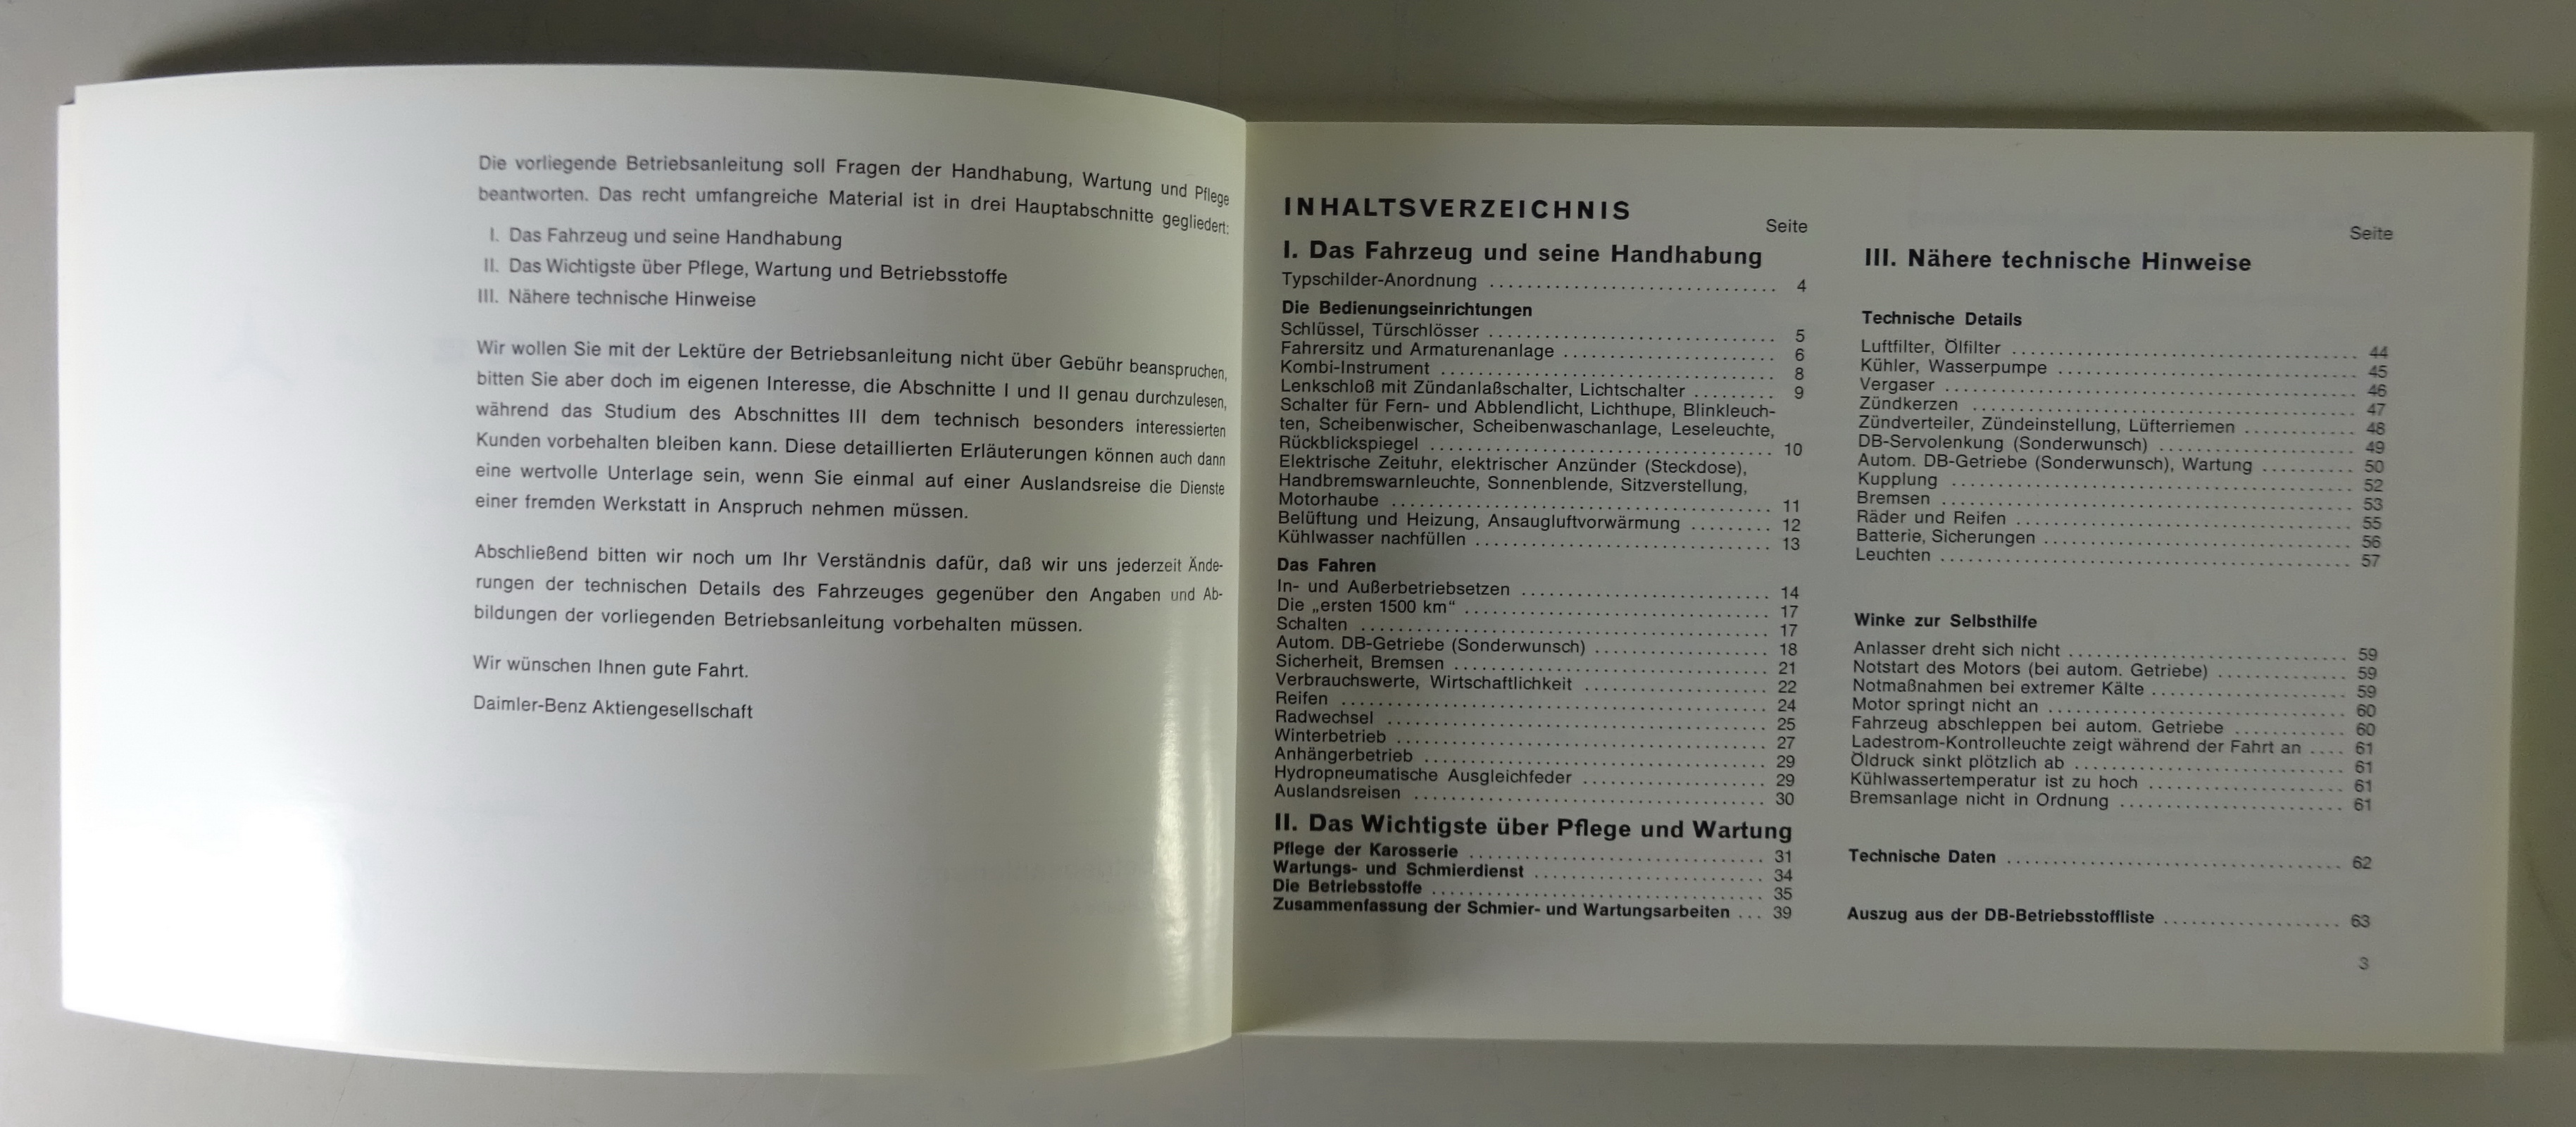 Die vorliegende Betriebsanleitung soll Fragen der Handhabung, Wartung und Pflege
beantworten. Das recht umfangreiche Material ist in drei Hauptabschnitte gegliedert:
I. Das Fahrzeug und seine Handhabung
II. Das Wichtigste über Pflege, Wartung und Betriebsstoffe
III. Nähere technische Hinweise
Wir wollen Sie mit der Lektüre der Betriebsanleitung nicht über Gebühr beanspruchen,
bitten Sie aber doch im eigenen Interesse, die Abschnitte I und II genau durchzulesen,
während das Studium des Abschnittes III dem technisch besonders interessierten
Kunden vorbehalten bleiben kann. Diese detaillierten Erläuterungen können auch dann
eine wertvolle Unterlage sein, wenn Sie einmal auf einer Auslandsreise die Dienste
einer fremden Werkstatt in Anspruch nehmen müssen.
Abschließend bitten wir noch um Ihr Verständnis dafür, daß wir uns jederzeit Ände-
rungen der technischen Details des Fahrzeuges gegenüber den Angaben und Ab-
bildungen der vorliegenden Betriebsanleitung vorbehalten müssen.
Wir wünschen Ihnen gute Fahrt.
Daimler-Benz Aktiengesellschaft
INHALTSVERZEICHNIS
Seite
I. Das Fahrzeug und seine Handhabung
Typschilder-Anordnung ........ 4
Die Bedienungseinrichtungen
Schlüssel, Türschlösser ........ 5
Fahrersitz und Armaturenanlage ........ 6
Kombi-Instrument ........ 8
Lenkschloß mit Zündanlaßschalter, Lichtschalter ........ 9
Schalter für Fern- und Abblendlicht, Lichthupe, Blinkleuch-
ten, Scheibenwischer, Scheibenwaschanlage, Leseleuchte,
Rückblickspiegel ........ 10
Elektrische Zeituhr, elektrischer Anzünder (Steckdose),
Handbremswarnleuchte, Sonnenblende, Sitzverstellung,
Motorhaube ........ 11
Belüftung und Heizung, Ansaugluftvorwärmung ........ 12
Kühlwasser nachfüllen ........ 13
Das Fahren
In- und Außerbetriebsetzen ........ 14
Die „ersten 1500 km“ ........ 17
Schalten ........ 17
Autom. DB-Getriebe (Sonderwunsch) ........ 18
Sicherheit, Bremsen ........ 21
Verbrauchswerte, Wirtschaftlichkeit ........ 22
Reifen ........ 24
Radwechsel ........ 25
Winterbetrieb ........ 27
Anhängerbetrieb ........ 29
Hydropneumatische Ausgleichfeder ........ 29
Auslandsreisen ........ 30
II. Das Wichtigste über Pflege und Wartung
Pflege der Karosserie ........ 31
Wartungs- und Schmierdienst ........ 34
Die Betriebsstoffe ........ 35
Zusammenfassung der Schmier- und Wartungsarbeiten ... 39
Seite
III. Nähere technische Hinweise
Technische Details
Luftfilter, Ölfilter ........ 44
Kühler, Wasserpumpe ........ 45
Vergaser ........ 46
Zündkerzen ........ 47
Zündverteiler, Zündeinstellung, Lüfterriemen ........ 48
DB-Servolenkung (Sonderwunsch) ........ 49
Autom. DB-Getriebe (Sonderwunsch), Wartung ........ 50
Kupplung ........ 52
Bremsen ........ 53
Räder und Reifen ........ 55
Batterie, Sicherungen ........ 56
Leuchten ........ 57
Winke zur Selbsthilfe
Anlasser dreht sich nicht ........ 59
Notstart des Motors (bei autom. Getriebe) ........ 59
Notmaßnahmen bei extremer Kälte ........ 59
Motor springt nicht an ........ 60
Fahrzeug abschleppen bei autom. Getriebe ........ 60
Ladestrom-Kontrolleuchte zeigt während der Fahrt an .... 61
Öldruck sinkt plötzlich ab ........ 61
Kühlwassertemperatur ist zu hoch ........ 61
Bremsanlage nicht in Ordnung ........ 61
Technische Daten ........ 62
Auszug aus der DB-Betriebsstoffliste ........ 63
3